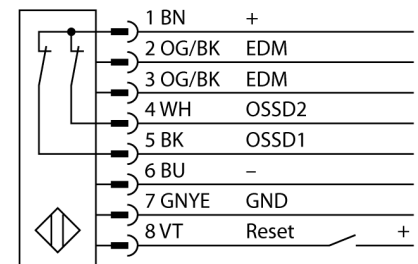 1 BN +
2 OG/BK EDM
3 OG/BK EDM
4 WH OSSD2
5 BK OSSD1
6 BU –
7 GNYE GND
8 VT Reset +